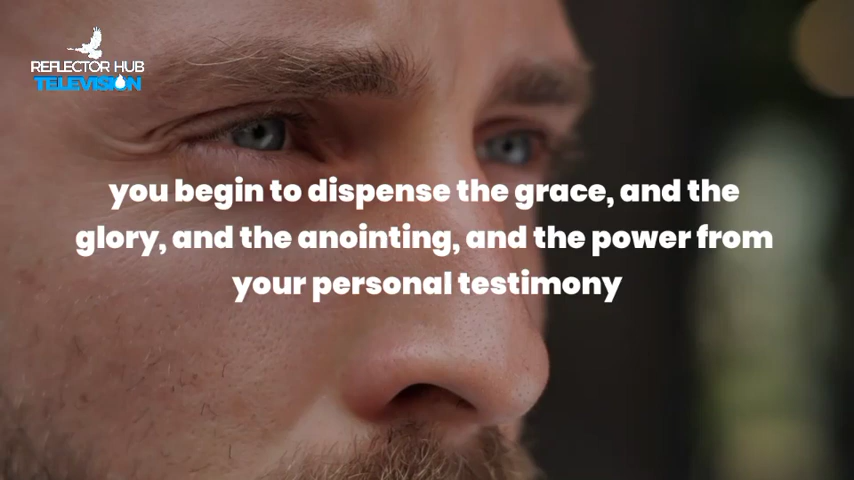 REFLECTOR HUB
TELEVISION
you begin to dispense the grace, and the
glory, and the anointing, and the power from
your personal testimony